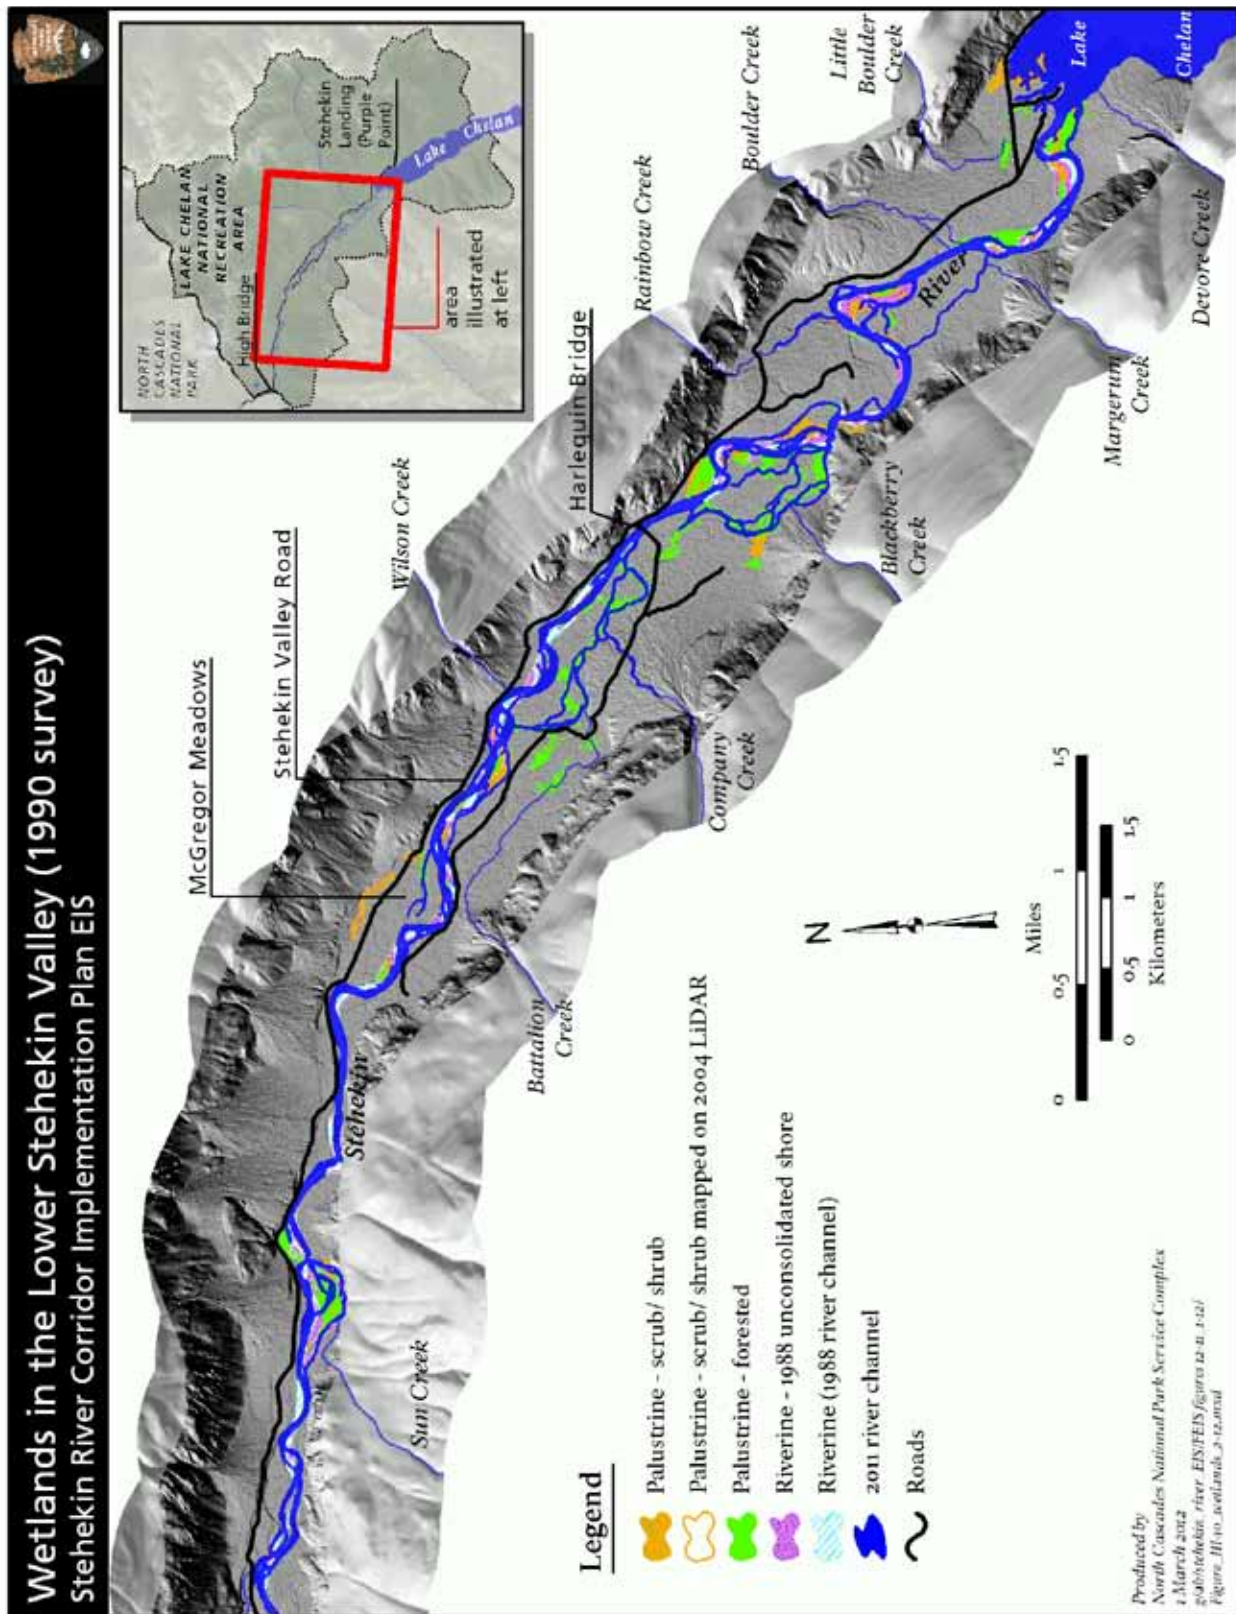 Wetlands in the Lower Stehekin Valley (1990 survey)
Stehekin River Corridor Implementation Plan EIS
NORTH
CASCADES
NATIONAL
PARK
LAKE CHELAN
NATIONAL
RECREATION
AREA
High Bridge
Stehekin
Landing
(Purple
Point)
Lake Chelan
area
illustrated
at left
McGregor Meadows
Stehekin Valley Road
Wilson Creek
Harlequin Bridge
Rainbow Creek
Boulder Creek
Little
Boulder
Creek
Lake
Chelan
Stehekin
River
Sun Creek
Battalion
Creek
Company
Creek
Blackberry
Creek
Margerum
Creek
Devore Creek
Legend
Palustrine - scrub/ shrub
Palustrine - scrub/ shrub mapped on 2004 LiDAR
Palustrine - forested
Riverine - 1988 unconsolidated shore
Riverine (1988 river channel)
2011 river channel
Roads
N
Miles
0 0.5 1 1.5
0 0.5 1 1.5
Kilometers
Produced by
North Cascades National Park Service Complex
1 March 2012